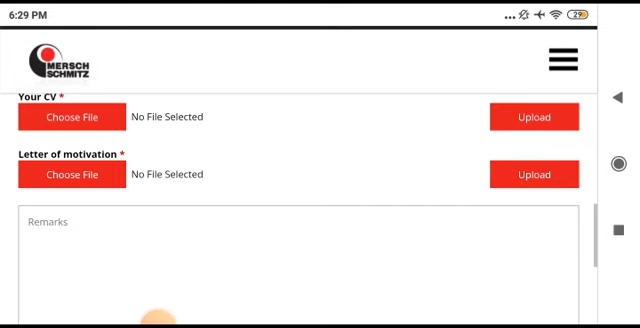 6:29 PM
29
MERSCH
SCHMITZ
Your CV *
Choose File No File Selected Upload
Letter of motivation *
Choose File No File Selected Upload
Remarks